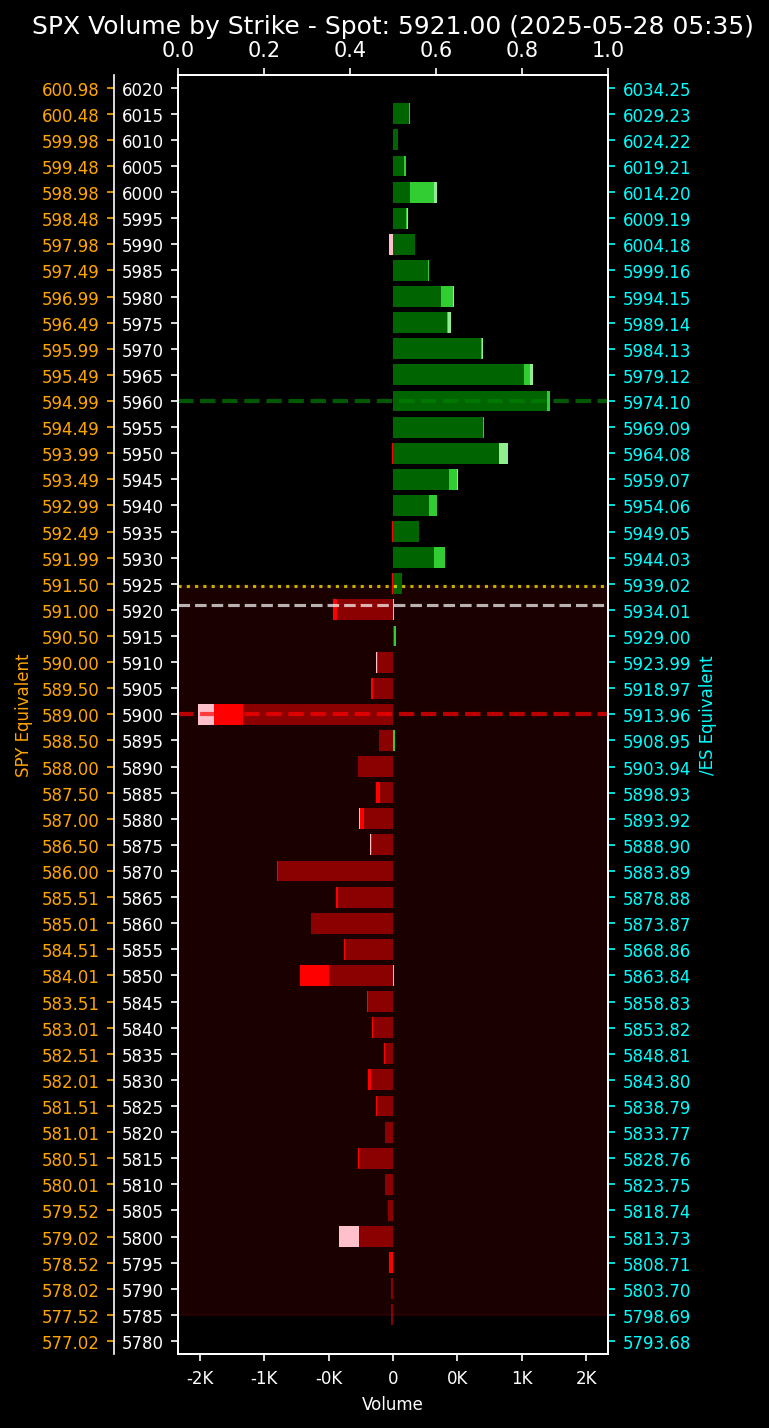 SPX Volume by Strike - Spot: 5921.00 (2025-05-28 05:35)
0.0 0.2 0.4 0.6 0.8 1.0
600.98 6020 6034.25
600.48 6015 6029.23
599.98 6010 6024.22
599.48 6005 6019.21
598.98 6000 6014.20
598.48 5995 6009.19
597.98 5990 6004.18
597.49 5985 5999.16
596.99 5980 5994.15
596.49 5975 5989.14
595.99 5970 5984.13
595.49 5965 5979.12
594.99 5960 5974.10
594.49 5955 5969.09
593.99 5950 5964.08
593.49 5945 5959.07
592.99 5940 5954.06
592.49 5935 5949.05
591.99 5930 5944.03
591.50 5925 5939.02
591.00 5920 5934.01
590.50 5915 5929.00
590.00 5910 5923.99
589.50 5905 5918.97
589.00 5900 5913.96
588.50 5895 5908.95
588.00 5890 5903.94
587.50 5885 5898.93
587.00 5880 5893.92
586.50 5875 5888.90
586.00 5870 5883.89
585.51 5865 5878.88
585.01 5860 5873.87
584.51 5855 5868.86
584.01 5850 5863.84
583.51 5845 5858.83
583.01 5840 5853.82
582.51 5835 5848.81
582.01 5830 5843.80
581.51 5825 5838.79
581.01 5820 5833.77
580.51 5815 5828.76
580.01 5810 5823.75
579.52 5805 5818.74
579.02 5800 5813.73
578.52 5795 5808.71
578.02 5790 5803.70
577.52 5785 5798.69
577.02 5780 5793.68
SPY Equivalent
/ES Equivalent
-2K -1K -0K 0 0K 1K 2K
Volume